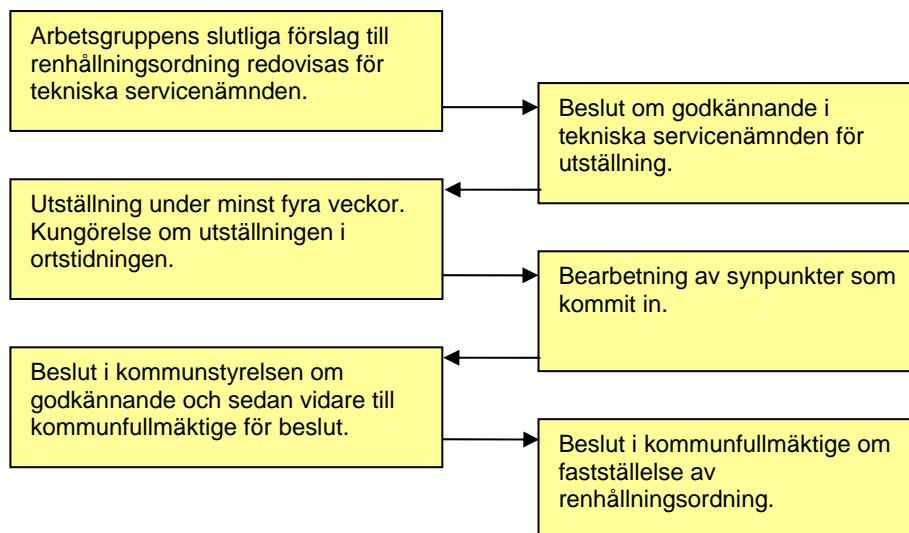 Arbetsgruppens slutliga förslag till
renhållningsordning redovisas för
tekniska servicenämnden.
Beslut om godkännande i
tekniska servicenämnden för
utställning.
Utställning under minst fyra veckor.
Kungörelse om utställningen i
ortstidningen.
Bearbetning av synpunkter som
kommit in.
Beslut i kommunstyrelsen om
godkännande och sedan vidare till
kommunfullmäktige för beslut.
Beslut i kommunfullmäktige om
fastställelse av
renhållningsordning.